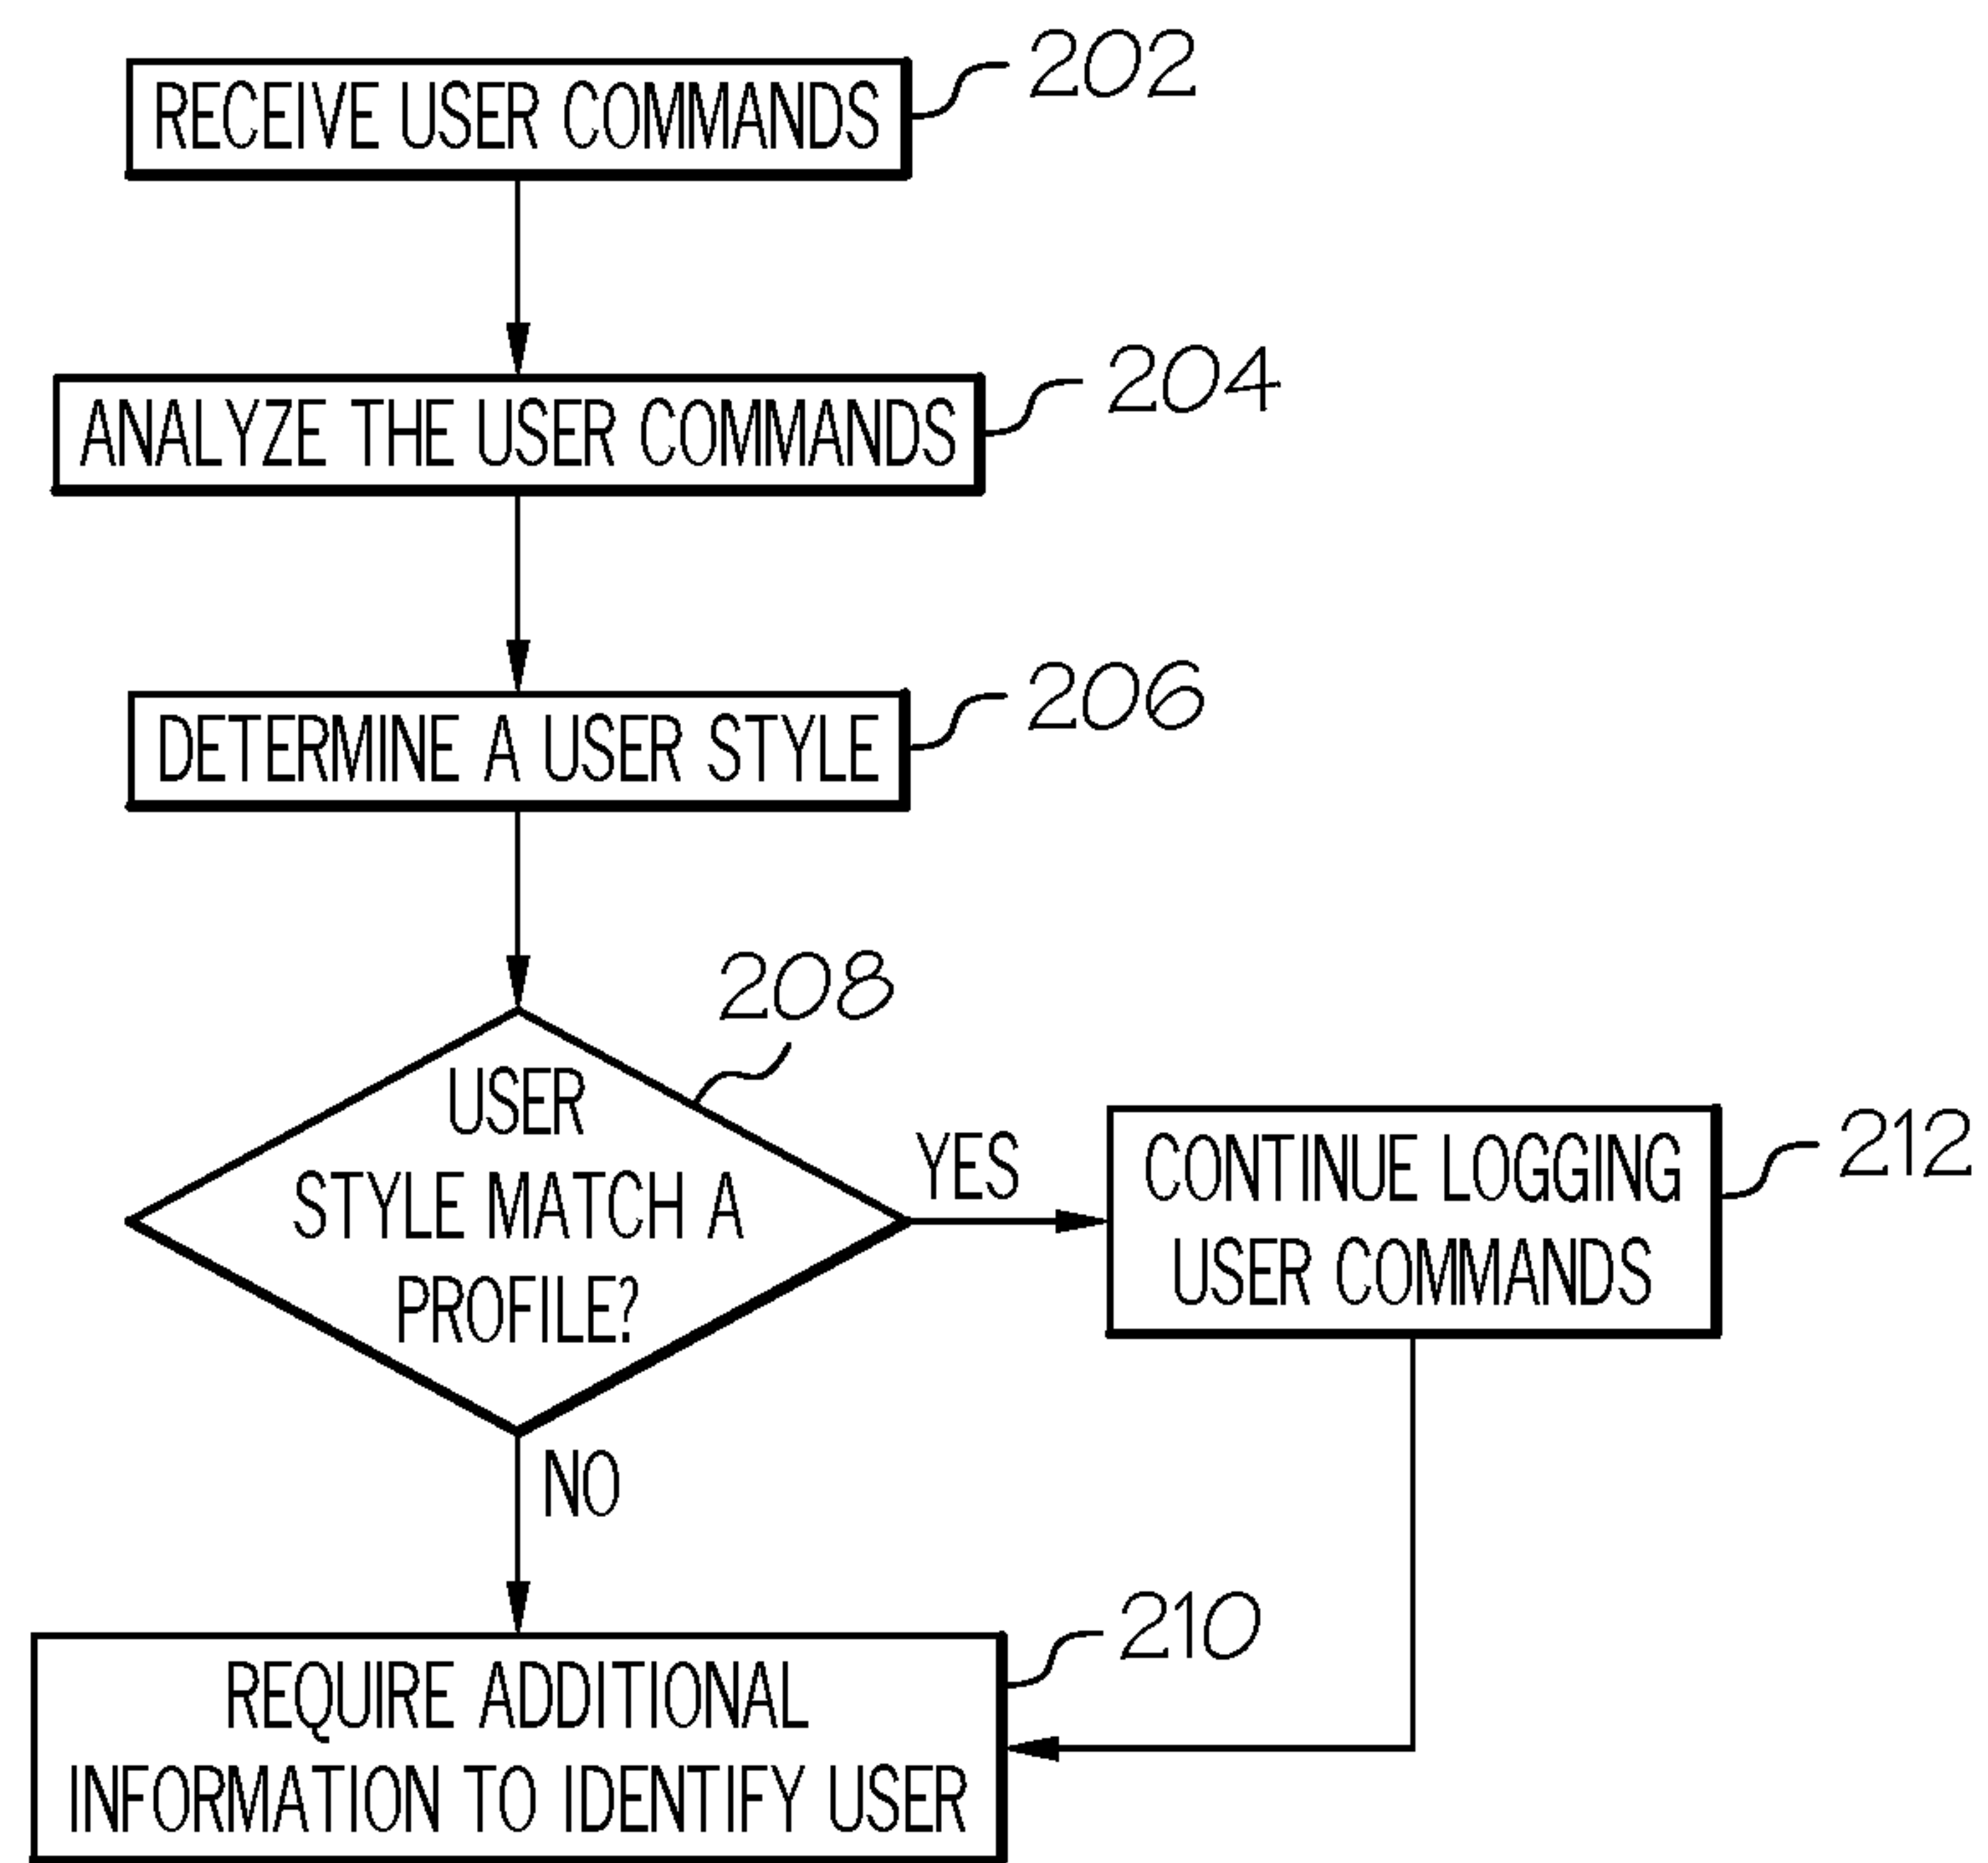 RECEIVE USER COMMANDS
202
ANALYZE THE USER COMMANDS
204
DETERMINE A USER STYLE
206
208
USER
STYLE MATCH A
PROFILE?
YES
CONTINUE LOGGING
USER COMMANDS
212
NO
210
REQUIRE ADDITIONAL
INFORMATION TO IDENTIFY USER